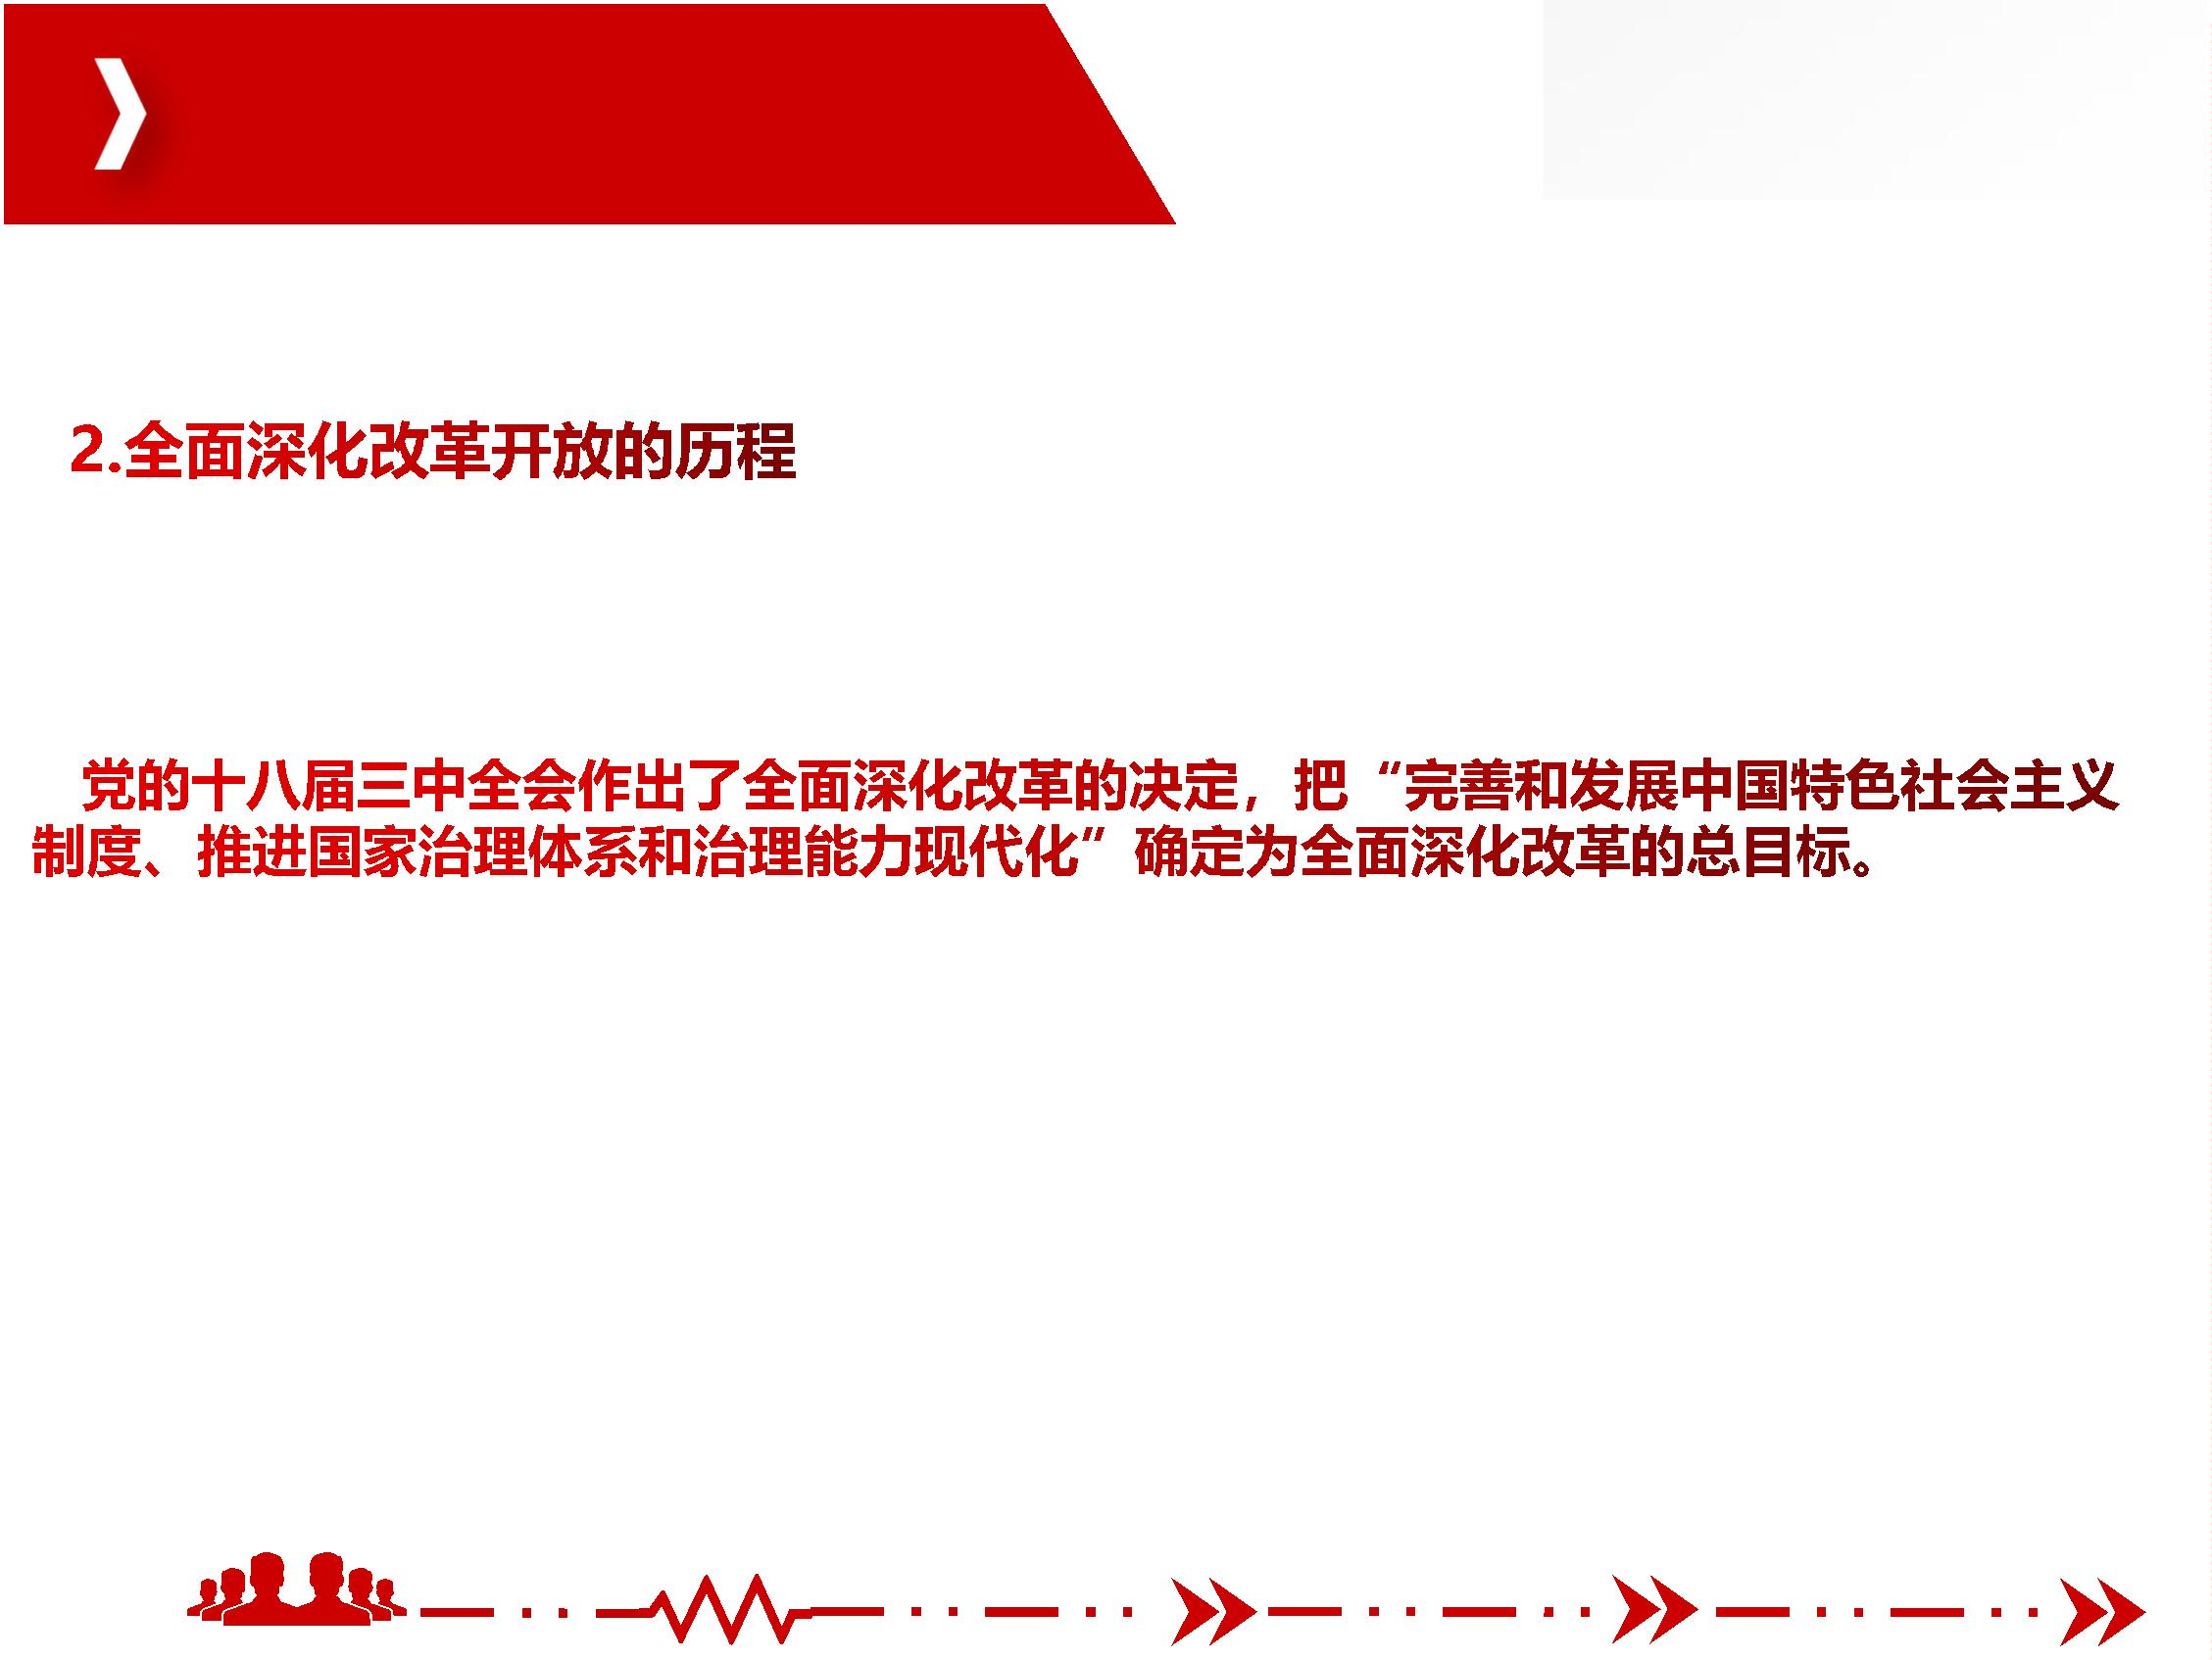 2.全面深化改革开放的历程
党的十八届三中全会作出了全面深化改革的决定，把“完善和发展中国特色社会主义
制度、推进国家治理体系和治理能力现代化”确定为全面深化改革的总目标。